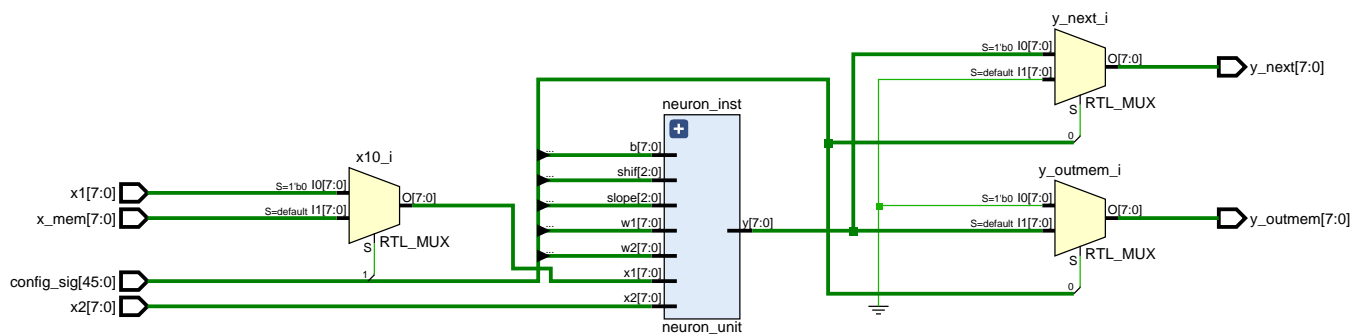 y_next_i
S=1'b0 I0[7:0]
S=default I1[7:0]
O[7:0]
S
RTL_MUX
y_next[7:0]
0
neuron_inst
...
b[7:0]
...
shif[2:0]
...
slope[2:0]
...
w1[7:0]
...
w2[7:0]
x1[7:0]
x2[7:0]
y[7:0]
neuron_unit
x10_i
x1[7:0]
S=1'b0 I0[7:0]
x_mem[7:0]
S=default I1[7:0]
O[7:0]
S
RTL_MUX
config_sig[45:0]
1
x2[7:0]
y_outmem_i
S=1'b0 I0[7:0]
S=default I1[7:0]
O[7:0]
S
RTL_MUX
y_outmem[7:0]
0